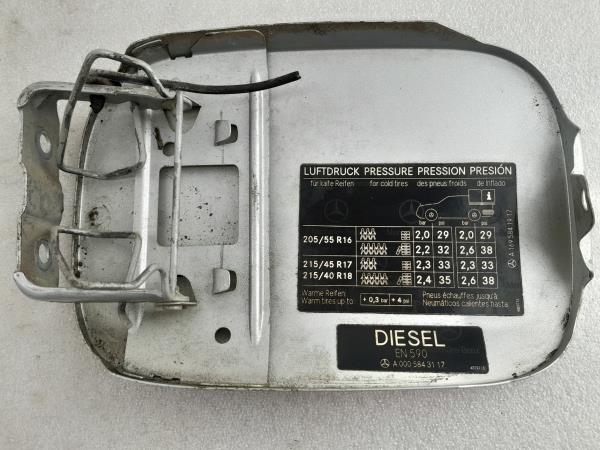 LUFTDRUCK PRESSURE PRESSION PRESIÓN
für kalte Reifen for cold tires des pneus froids de Inflado
i
bar psi bar psi
205/55 R16 2,0 29 2,0 29
2,2 32 2,6 38
215/45 R17 2,3 33 2,3 33
215/40 R18 2,4 35 2,6 38
Warme Reifen:
Warm tires up to + 0,3 bar + 4 psi
Pneus échauffés jusqu'à
Neumáticos calientes hasta:
A 169 584 19 17
DIESEL
EN 590
A 000 584 31 17